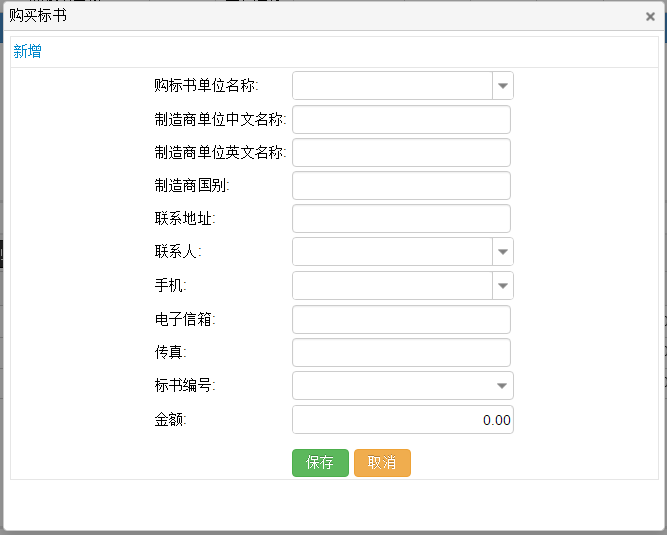 购买标书
新增
购标书单位名称:
制造商单位中文名称:
制造商单位英文名称:
制造商国别:
联系地址:
联系人:
手机:
电子信箱:
传真:
标书编号:
金额: 0.00
保存 取消